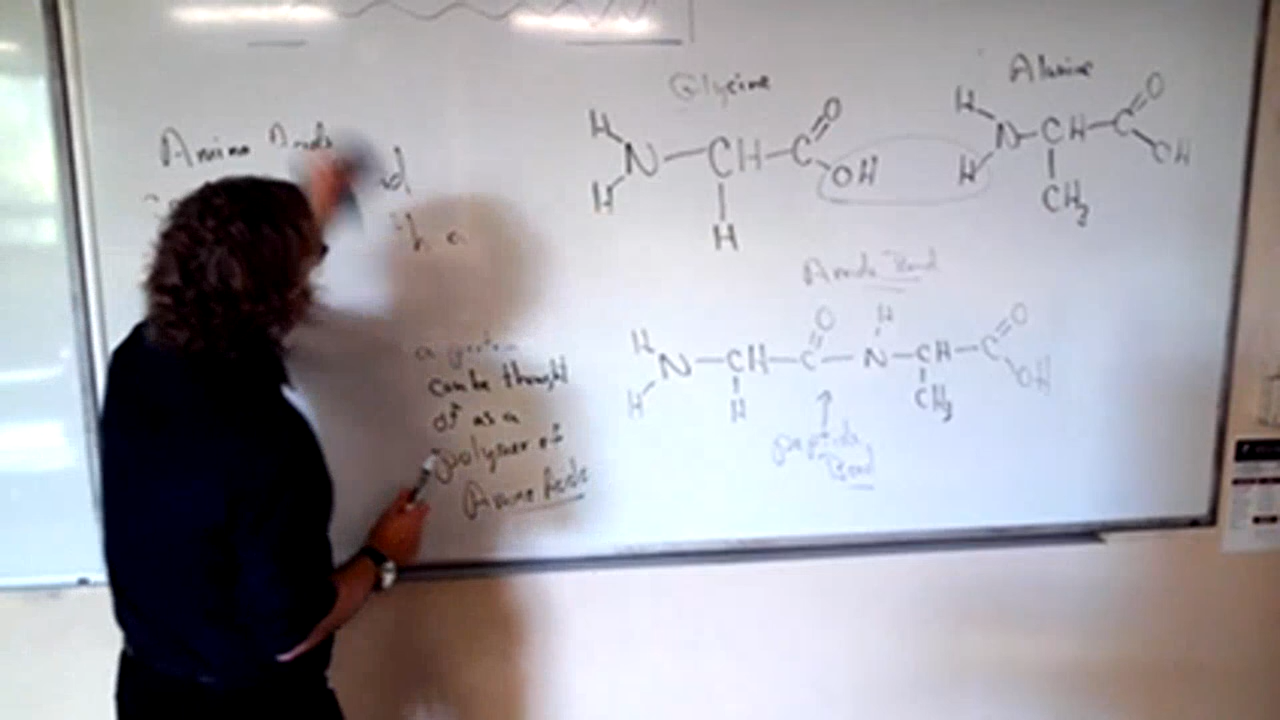 Amino Acids
a protein
can be thought
of as a
polymer of
Amino Acids
Glycine
H
N — CH — C
O
OH
H
H
Alanine
H
N — CH — C
O
OH
H
CH3
Amide Bond
H
N — CH — C — N — CH — C
O
H
O
OH
H
H
CH3
peptide
Bond